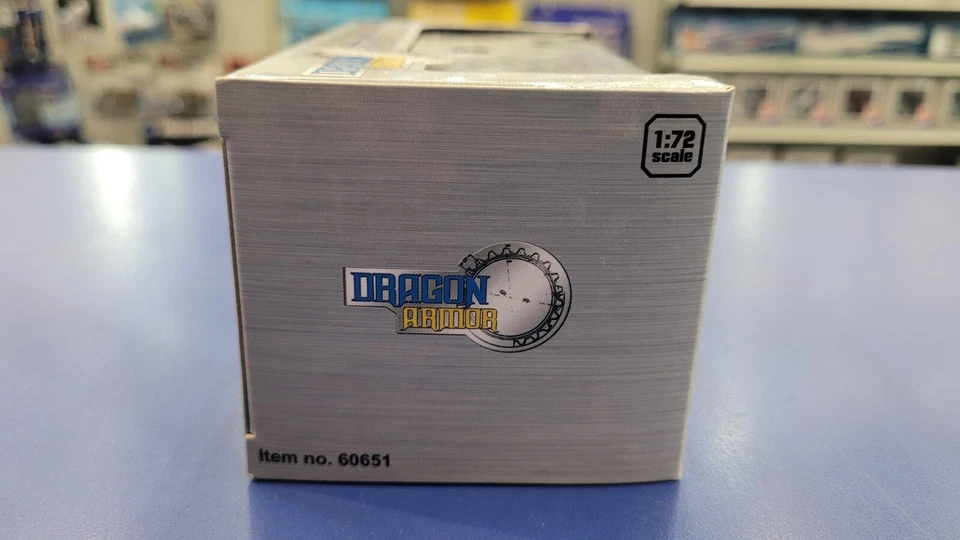 1:72
scale
DRAGON
ARMOR
Item no. 60651